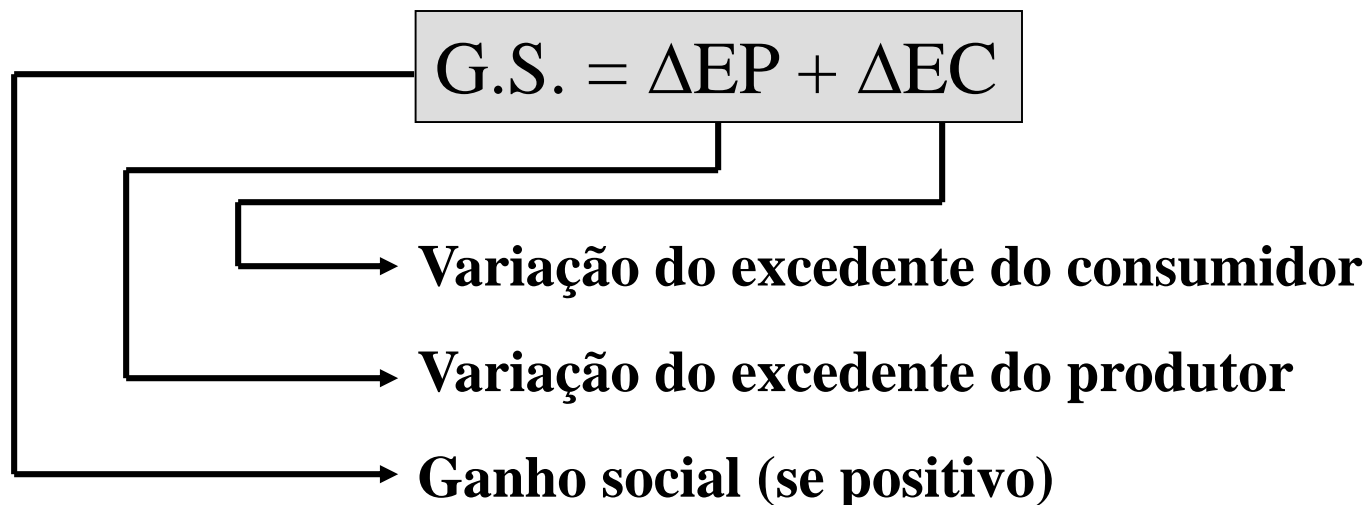 G.S. = ΔEP + ΔEC
Variação do excedente do consumidor
Variação do excedente do produtor
Ganho social (se positivo)